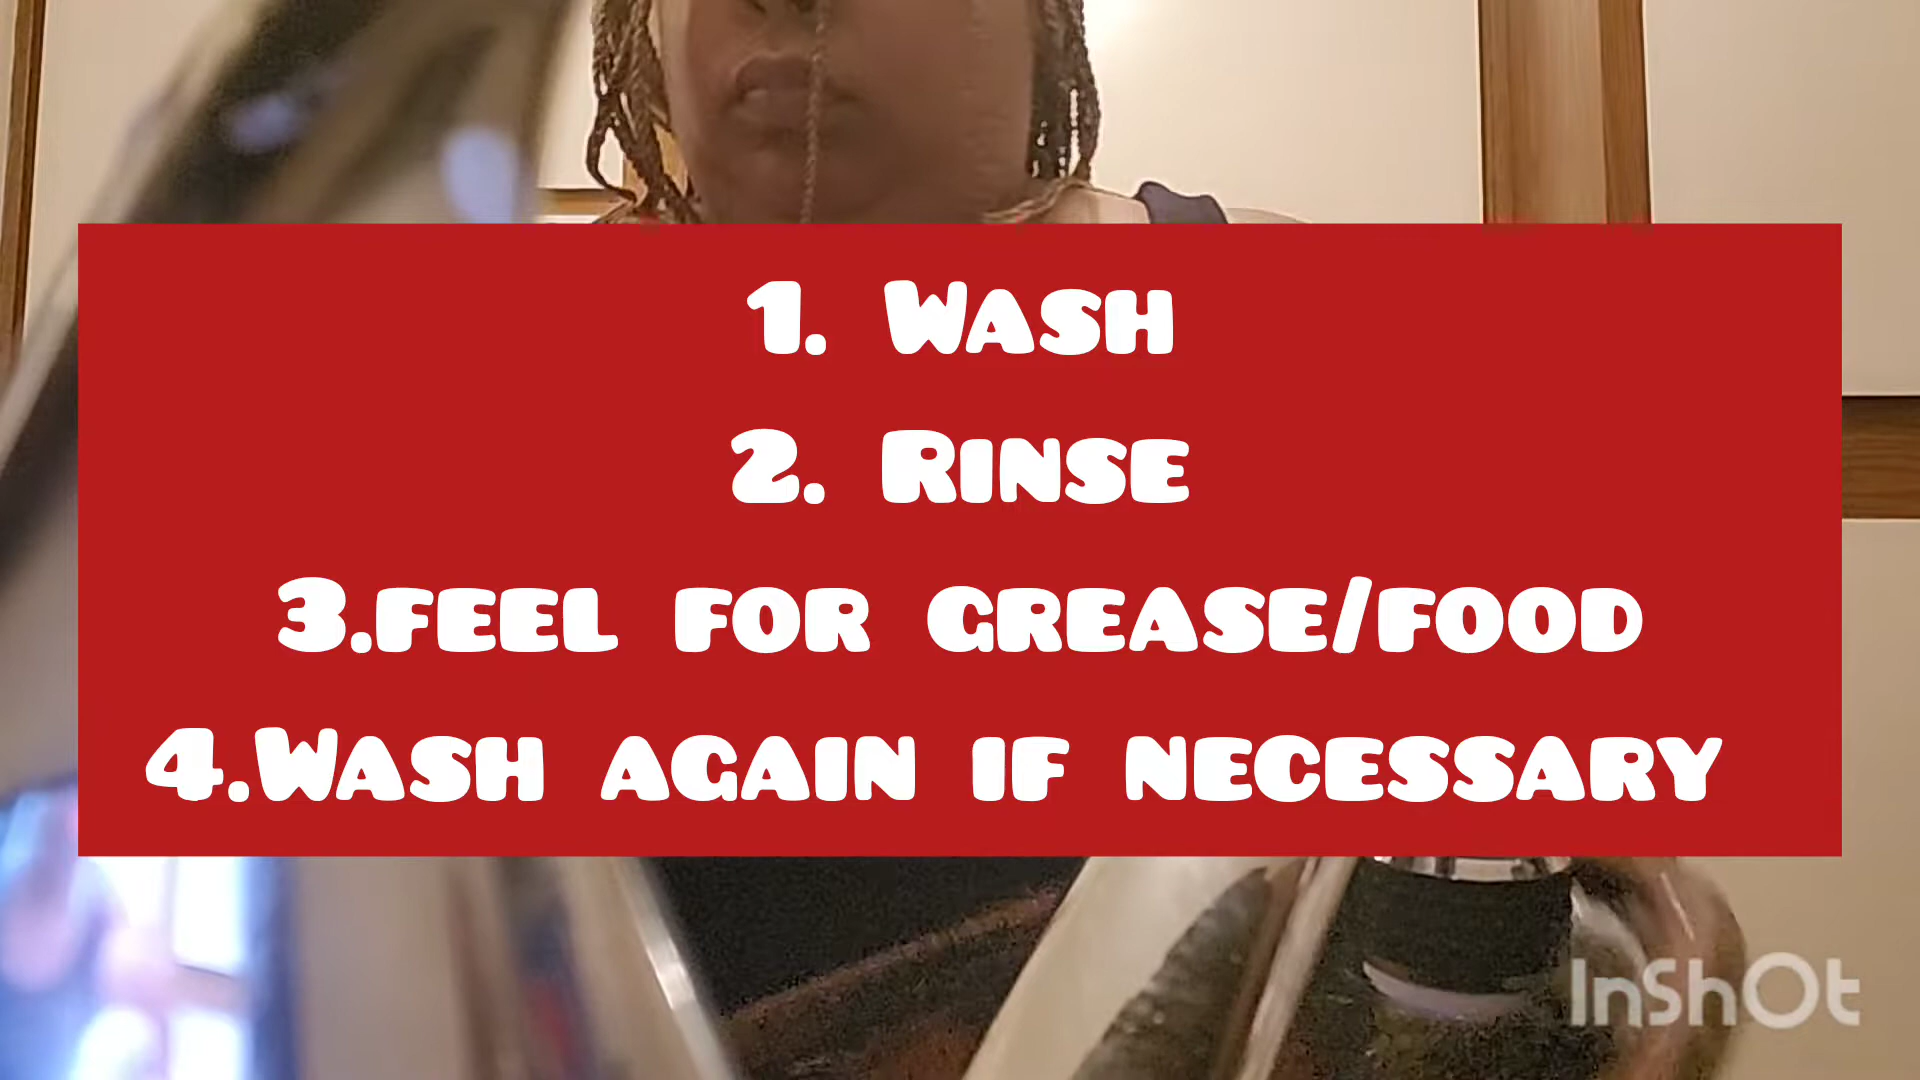 1. Wash
2. Rinse
3.feel for grease/food
4.Wash again if necessary
InShOt